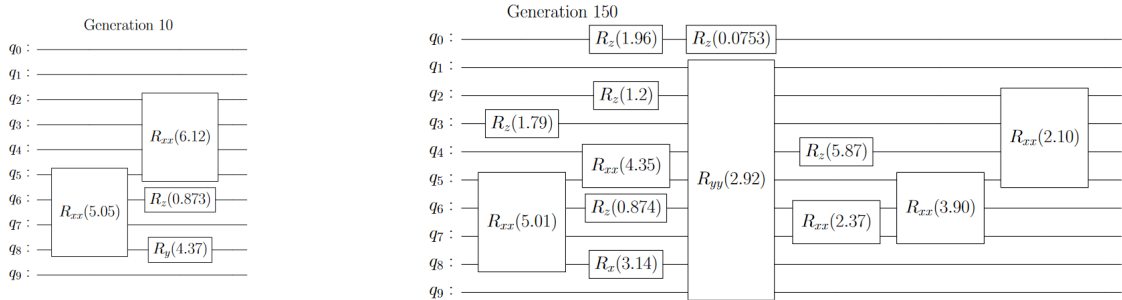 Generation 10
q0 :
q1 :
q2 :
q3 :
Rxx(6.12)
q4 :
q5 :
q6 :
Rz(0.873)
Rxx(5.05)
q7 :
q8 :
Ry(4.37)
q9 :
Generation 150
q0 :
Rz(1.96)
Rz(0.0753)
q1 :
q2 :
Rz(1.2)
q3 :
Rz(1.79)
Rxx(2.10)
q4 :
Rxx(4.35)
Rz(5.87)
q5 :
Ryy(2.92)
q6 :
Rxx(5.01)
Rz(0.874)
Rxx(2.37)
Rxx(3.90)
q7 :
q8 :
Rx(3.14)
q9 :